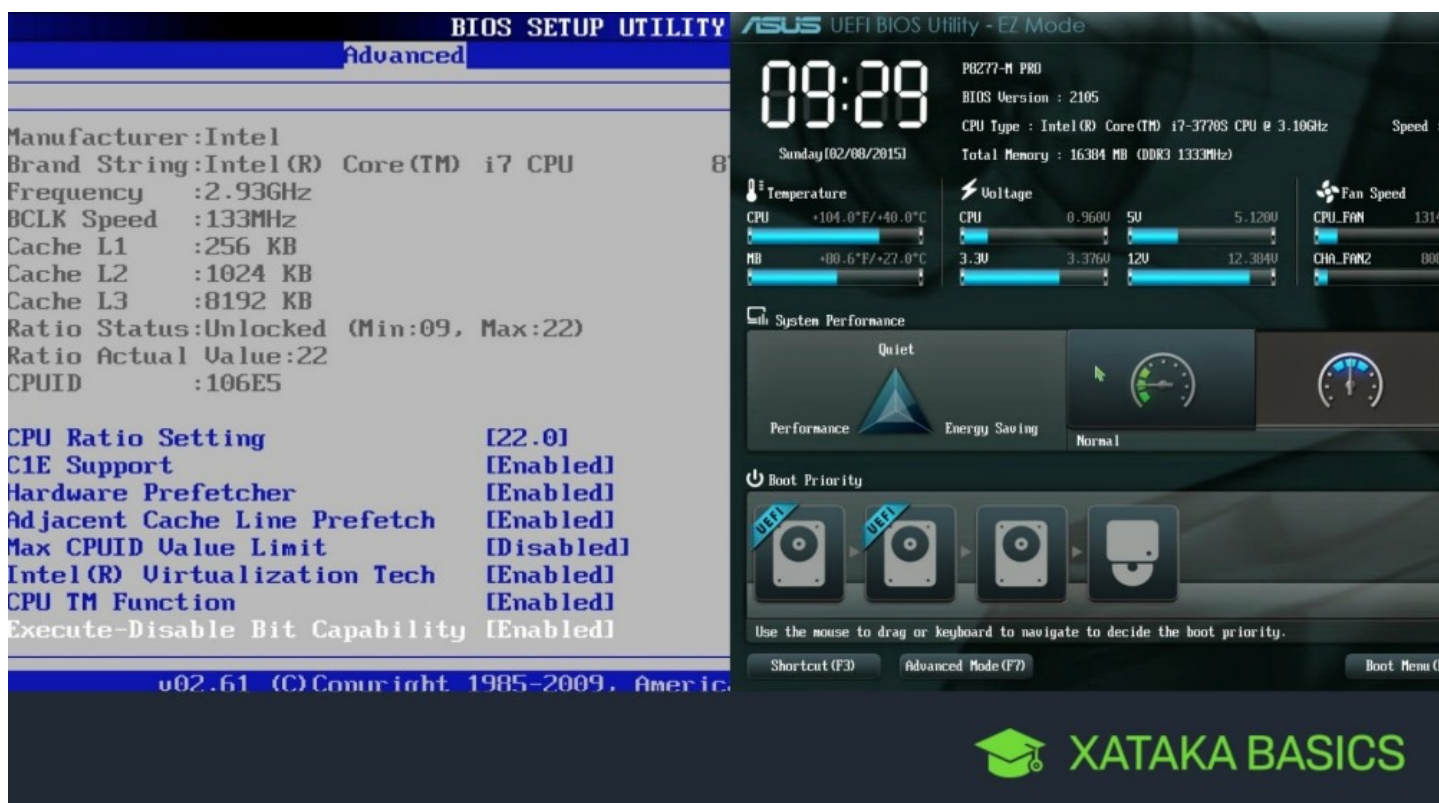 BIOS SETUP UTILITY
Advanced
Manufacturer:Intel
Brand String:Intel(R) Core(TM) i7 CPU
Frequency :2.93GHz
BCLK Speed :133MHz
Cache L1 :256 KB
Cache L2 :1024 KB
Cache L3 :8192 KB
Ratio Status:Unlocked (Min:09, Max:22)
Ratio Actual Value:22
CPUID :106E5
CPU Ratio Setting [22.0]
C1E Support [Enabled]
Hardware Prefetcher [Enabled]
Adjacent Cache Line Prefetch [Enabled]
Max CPUID Value Limit [Disabled]
Intel(R) Virtualization Tech [Enabled]
CPU TM Function [Enabled]
Execute-Disable Bit Capability [Enabled]
v02.61 (C)Copyright 1985-2009, Americ
ASUS UEFI BIOS Utility - EZ Mode
09:29
Sunday[02/08/2015]
P8Z77-M PRO
BIOS Version : 2105
CPU Type : Intel(R) Core(TM) i7-3770S CPU @ 3.10GHz Speed :
Total Memory : 16384 MB (DDR3 1333MHz)
Temperature
CPU +104.0°F/+40.0°C
MB +80.6°F/+27.0°C
Voltage
CPU 0.960V 5V 5.120V
3.3V 3.376V 12V 12.384V
Fan Speed
CPU_FAN 1314
CHA_FAN2
System Performance
Quiet
Performance
Energy Saving
Normal
Boot Priority
UEFI
UEFI
Use the mouse to drag or keyboard to navigate to decide the boot priority.
Shortcut(F3)
Advanced Mode(F7)
Boot Menu(
XATAKA BASICS